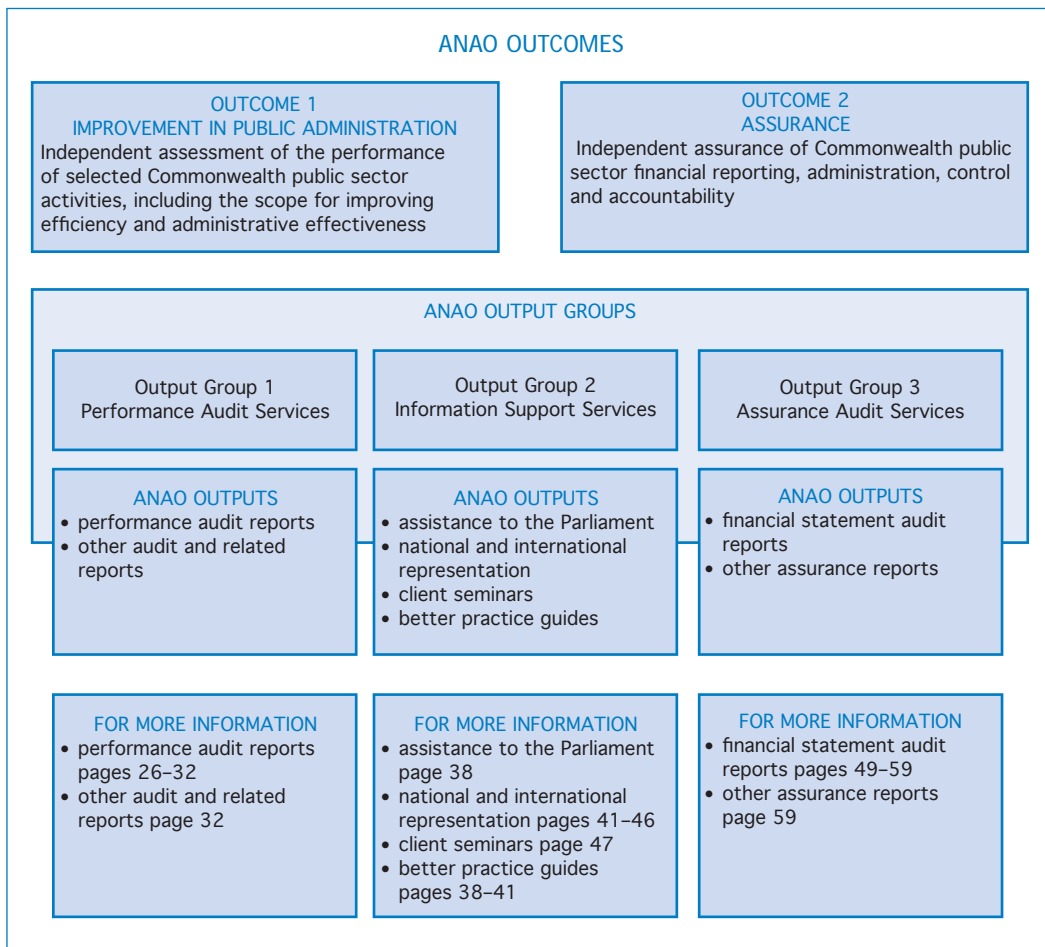 ANAO OUTCOMES
OUTCOME 1
IMPROVEMENT IN PUBLIC ADMINISTRATION
Independent assessment of the performance
of selected Commonwealth public sector
activities, including the scope for improving
efficiency and administrative effectiveness
OUTCOME 2
ASSURANCE
Independent assurance of Commonwealth public
sector financial reporting, administration, control
and accountability
ANAO OUTPUT GROUPS
Output Group 1
Performance Audit Services
Output Group 2
Information Support Services
Output Group 3
Assurance Audit Services
ANAO OUTPUTS
• performance audit reports
• other audit and related
reports
ANAO OUTPUTS
• assistance to the Parliament
• national and international
representation
• client seminars
• better practice guides
ANAO OUTPUTS
• financial statement audit
reports
• other assurance reports
FOR MORE INFORMATION
• performance audit reports
pages 26–32
• other audit and related
reports page 32
FOR MORE INFORMATION
• assistance to the Parliament
page 38
• national and international
representation pages 41–46
• client seminars page 47
• better practice guides
pages 38–41
FOR MORE INFORMATION
• financial statement audit
reports pages 49–59
• other assurance reports
page 59